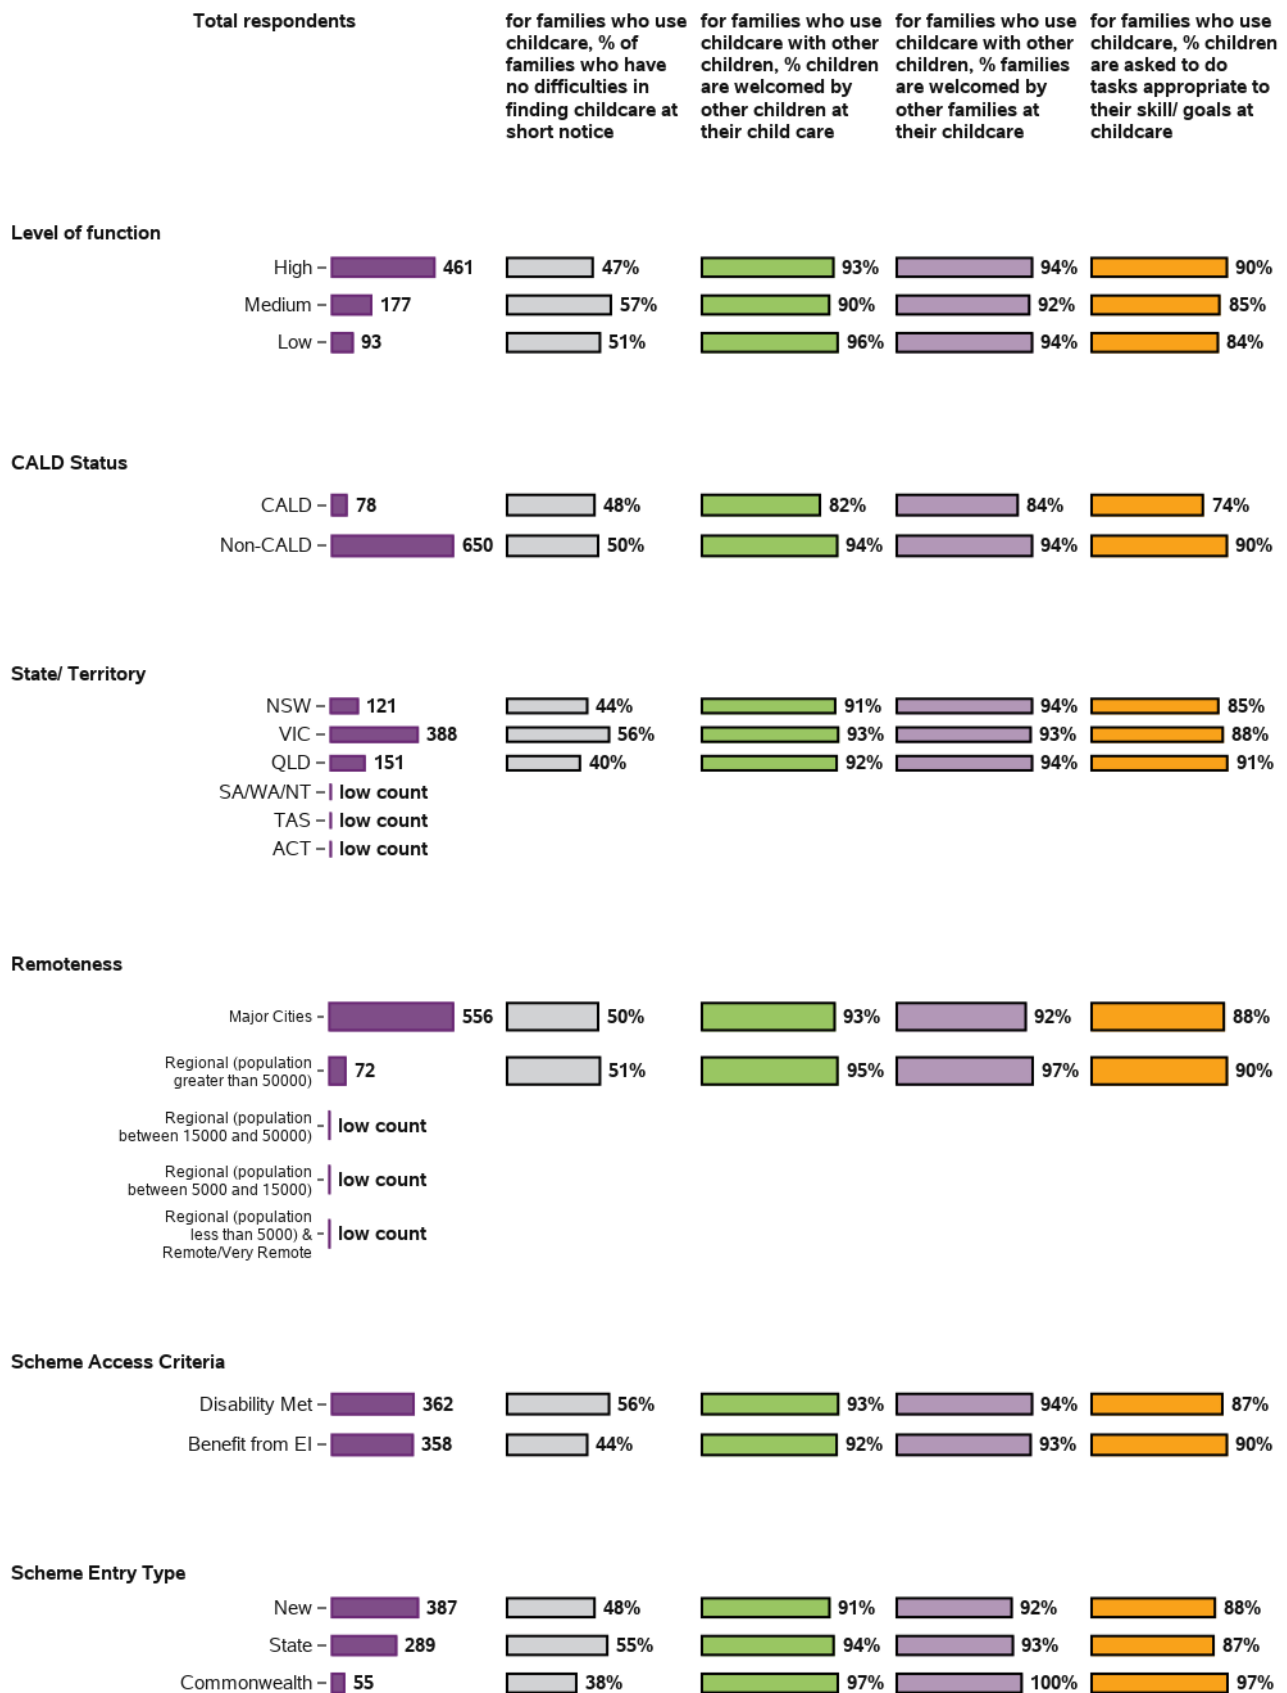 Total respondents
for families who use childcare, % of families who have no difficulties in finding childcare at short notice
for families who use childcare with other children, % children are welcomed by other children at their child care
for families who use childcare with other children, % families are welcomed by other families at their childcare
for families who use childcare, % children are asked to do tasks appropriate to their skill/ goals at childcare
Level of function
High 461 47% 93% 94% 90%
Medium 177 57% 90% 92% 85%
Low 93 51% 96% 94% 84%
CALD Status
CALD 78 48% 82% 84% 74%
Non-CALD 650 50% 94% 94% 90%
State/ Territory
NSW 121 44% 91% 94% 85%
VIC 388 56% 93% 93% 88%
QLD 151 40% 92% 94% 91%
SA/WA/NT low count
TAS low count
ACT low count
Remoteness
Major Cities 556 50% 93% 92% 88%
Regional (population
greater than 50000) 72 51% 95% 97% 90%
Regional (population
between 15000 and 50000) low count
Regional (population
between 5000 and 15000) low count
Regional (population
less than 5000) & low count
Remote/Very Remote
Scheme Access Criteria
Disability Met 362 56% 93% 94% 87%
Benefit from EI 358 44% 92% 93% 90%
Scheme Entry Type
New 387 48% 91% 92% 88%
State 289 55% 94% 93% 87%
Commonwealth 55 38% 97% 100% 97%